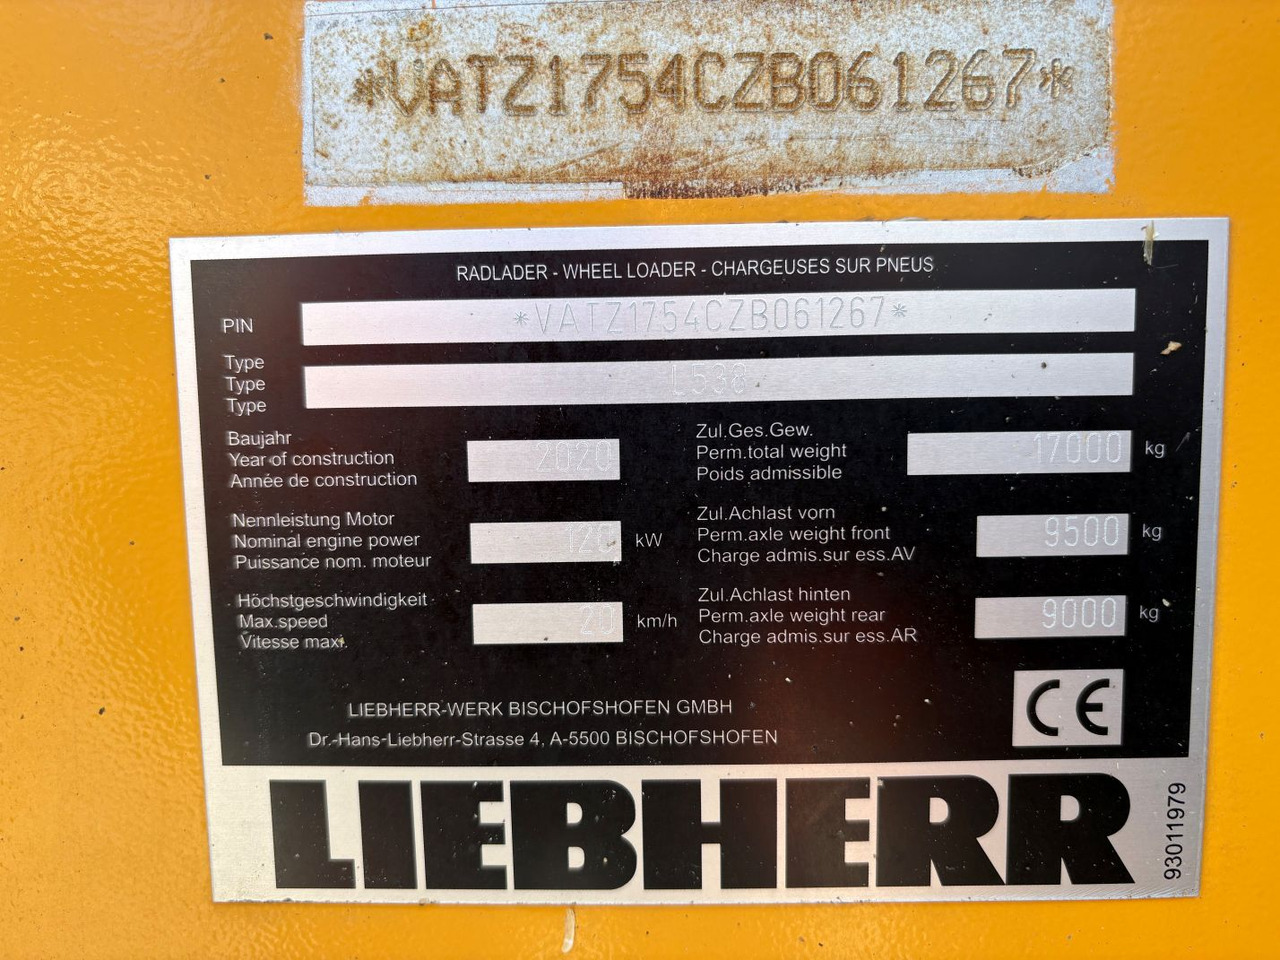 *VATZ1754CZB061267*
RADLADER - WHEEL LOADER - CHARGEUSES SUR PNEUS
PIN *VATZ1754CZB061267*
Type
Type L538
Type
Baujahr
Year of construction 2020
Année de construction
Nennleistung Motor
Nominal engine power 120 kW
Puissance nom. moteur
Höchstgeschwindigkeit
Max.speed 20 km/h
Vitesse max.
Zul.Ges.Gew.
Perm.total weight 17000 kg
Poids admissible
Zul.Achlast vorn
Perm.axle weight front 9500 kg
Charge admis.sur ess.AV
Zul.Achlast hinten
Perm.axle weight rear 9000 kg
Charge admis.sur ess.AR
LIEBHERR-WERK BISCHOFSHOFEN GMBH
Dr.-Hans-Liebherr-Strasse 4, A-5500 BISCHOFSHOFEN
CE
LIEBHERR
93011979